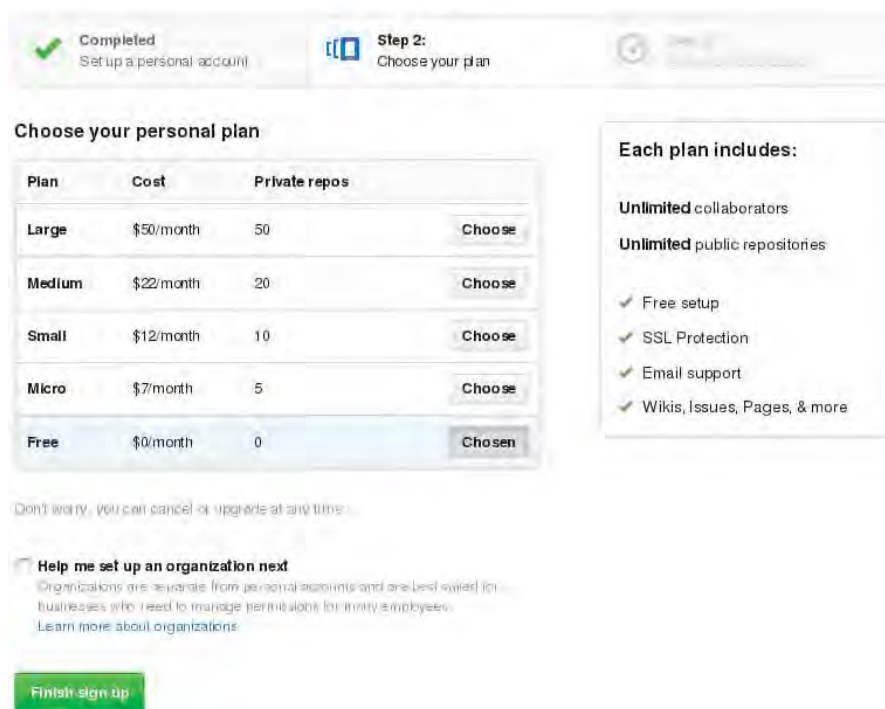 Completed
Set up a personal account
Step 2:
Choose your plan
Choose your personal plan
Plan Cost Private repos
Large $50/month 50 Choose
Medium $22/month 20 Choose
Small $12/month 10 Choose
Micro $7/month 5 Choose
Free $0/month 0 Chosen
Don't worry, you can cancel or upgrade at any time.
Help me set up an organization next
Organizations are separate from personal accounts and are best suited for
businesses who need to manage permissions for many employees.
Learn more about organizations
Finish sign up
Each plan includes:
Unlimited collaborators
Unlimited public repositories
Free setup
SSL Protection
Email support
Wikis, Issues, Pages, & more